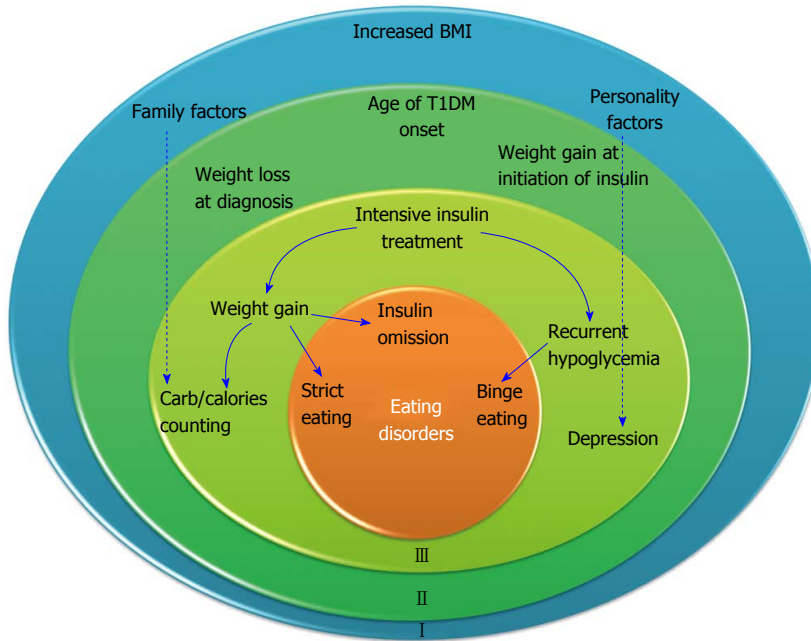 Increased BMI
Family factors
Age of T1DM
onset
Personality
factors
Weight loss
at diagnosis
Weight gain at
initiation of insulin
Intensive insulin
treatment
Weight gain
Insulin
omission
Recurrent
hypoglycemia
Carb/calories
counting
Strict
eating
Eating
disorders
Binge
eating
Depression
Ⅲ
Ⅱ
Ⅰ